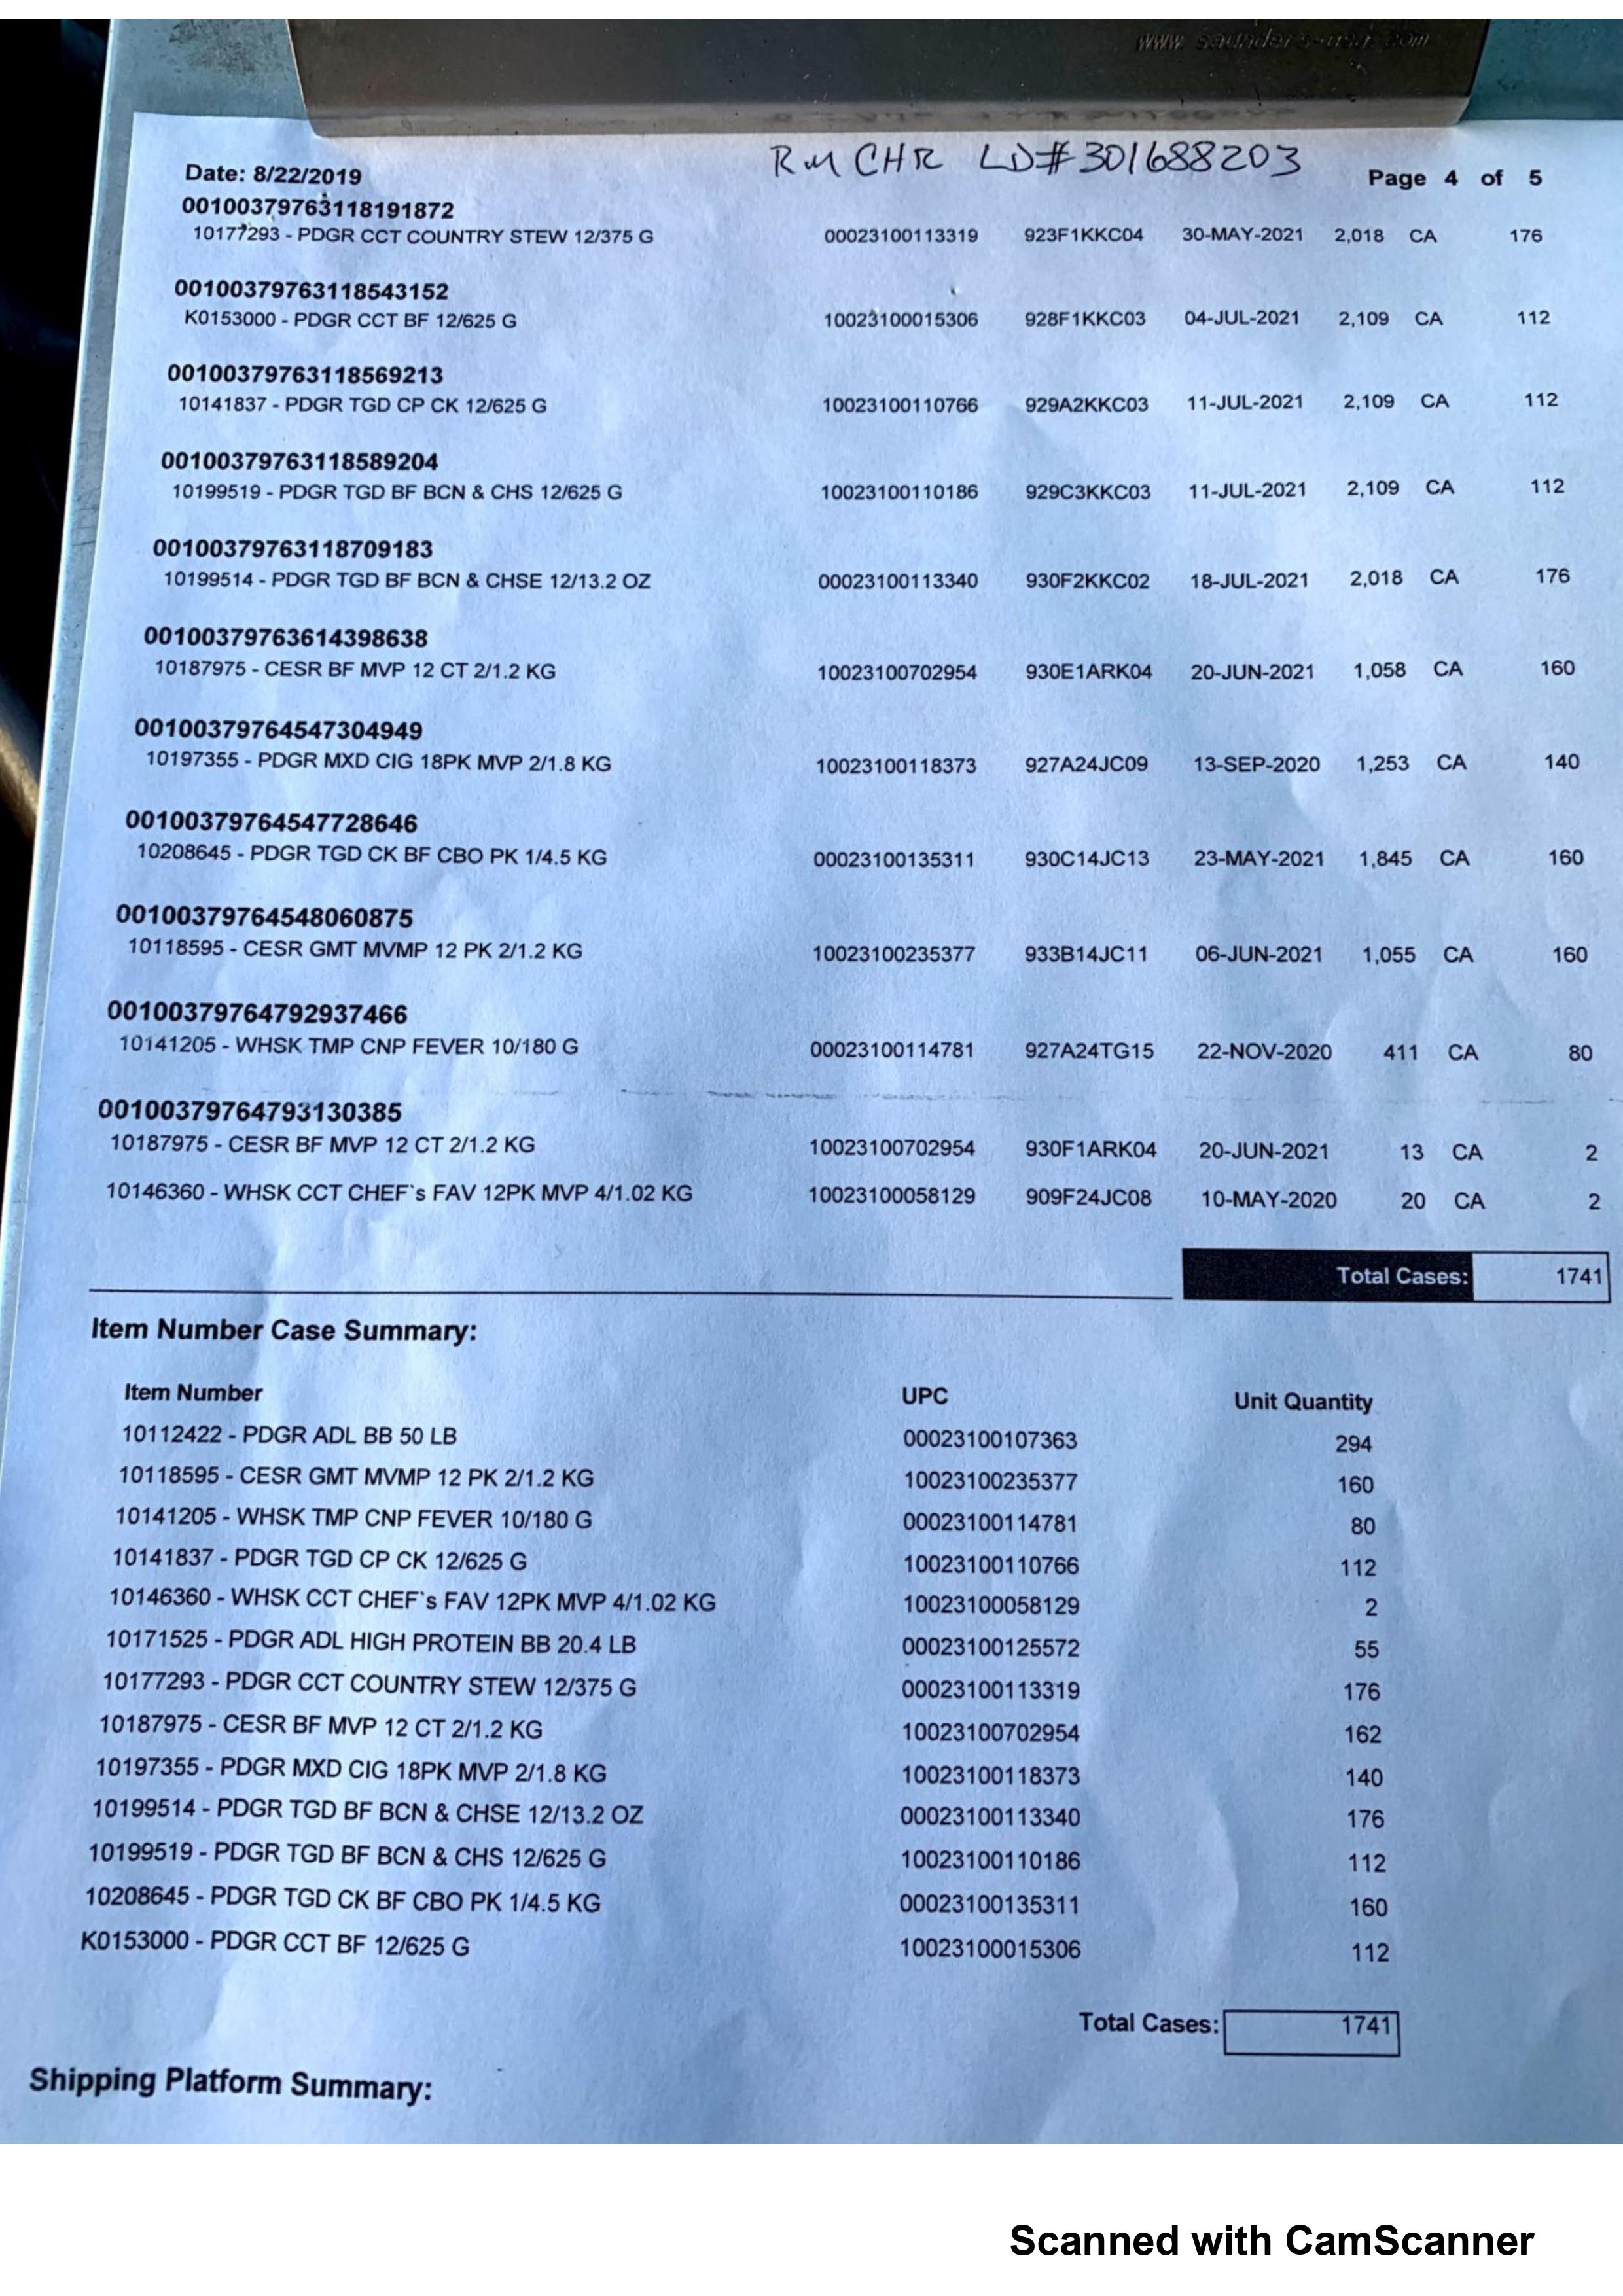 www.saunders-usa.com
RM CHR LD#301688203
Date: 8/22/2019 Page 4 of 5
00100379763118191872
10177293 - PDGR CCT COUNTRY STEW 12/375 G 00023100113319 923F1KKC04 30-MAY-2021 2,018 CA 176
00100379763118543152
K0153000 - PDGR CCT BF 12/625 G 10023100015306 928F1KKC03 04-JUL-2021 2,109 CA 112
00100379763118569213
10141837 - PDGR TGD CP CK 12/625 G 10023100110766 929A2KKC03 11-JUL-2021 2,109 CA 112
00100379763118589204
10199519 - PDGR TGD BF BCN & CHS 12/625 G 10023100110186 929C3KKC03 11-JUL-2021 2,109 CA 112
00100379763118709183
10199514 - PDGR TGD BF BCN & CHSE 12/13.2 OZ 00023100113340 930F2KKC02 18-JUL-2021 2,018 CA 176
00100379763614398638
10187975 - CESR BF MVP 12 CT 2/1.2 KG 10023100702954 930E1ARK04 20-JUN-2021 1,058 CA 160
00100379764547304949
10197355 - PDGR MXD CIG 18PK MVP 2/1.8 KG 10023100118373 927A24JC09 13-SEP-2020 1,253 CA 140
00100379764547728646
10208645 - PDGR TGD CK BF CBO PK 1/4.5 KG 00023100135311 930C14JC13 23-MAY-2021 1,845 CA 160
00100379764548060875
10118595 - CESR GMT MVMP 12 PK 2/1.2 KG 10023100235377 933B14JC11 06-JUN-2021 1,055 CA 160
00100379764792937466
10141205 - WHSK TMP CNP FEVER 10/180 G 00023100114781 927A24TG15 22-NOV-2020 411 CA 80
00100379764793130385
10187975 - CESR BF MVP 12 CT 2/1.2 KG 10023100702954 930F1ARK04 20-JUN-2021 13 CA 2
10146360 - WHSK CCT CHEF`s FAV 12PK MVP 4/1.02 KG 10023100058129 909F24JC08 10-MAY-2020 20 CA 2
Total Cases: 1741
Item Number Case Summary:
Item Number UPC Unit Quantity
10112422 - PDGR ADL BB 50 LB 00023100107363 294
10118595 - CESR GMT MVMP 12 PK 2/1.2 KG 10023100235377 160
10141205 - WHSK TMP CNP FEVER 10/180 G 00023100114781 80
10141837 - PDGR TGD CP CK 12/625 G 10023100110766 112
10146360 - WHSK CCT CHEF`s FAV 12PK MVP 4/1.02 KG 10023100058129 2
10171525 - PDGR ADL HIGH PROTEIN BB 20.4 LB 00023100125572 55
10177293 - PDGR CCT COUNTRY STEW 12/375 G 00023100113319 176
10187975 - CESR BF MVP 12 CT 2/1.2 KG 10023100702954 162
10197355 - PDGR MXD CIG 18PK MVP 2/1.8 KG 10023100118373 140
10199514 - PDGR TGD BF BCN & CHSE 12/13.2 OZ 00023100113340 176
10199519 - PDGR TGD BF BCN & CHS 12/625 G 10023100110186 112
10208645 - PDGR TGD CK BF CBO PK 1/4.5 KG 00023100135311 160
K0153000 - PDGR CCT BF 12/625 G 10023100015306 112
Total Cases: 1741
Shipping Platform Summary:
Scanned with CamScanner